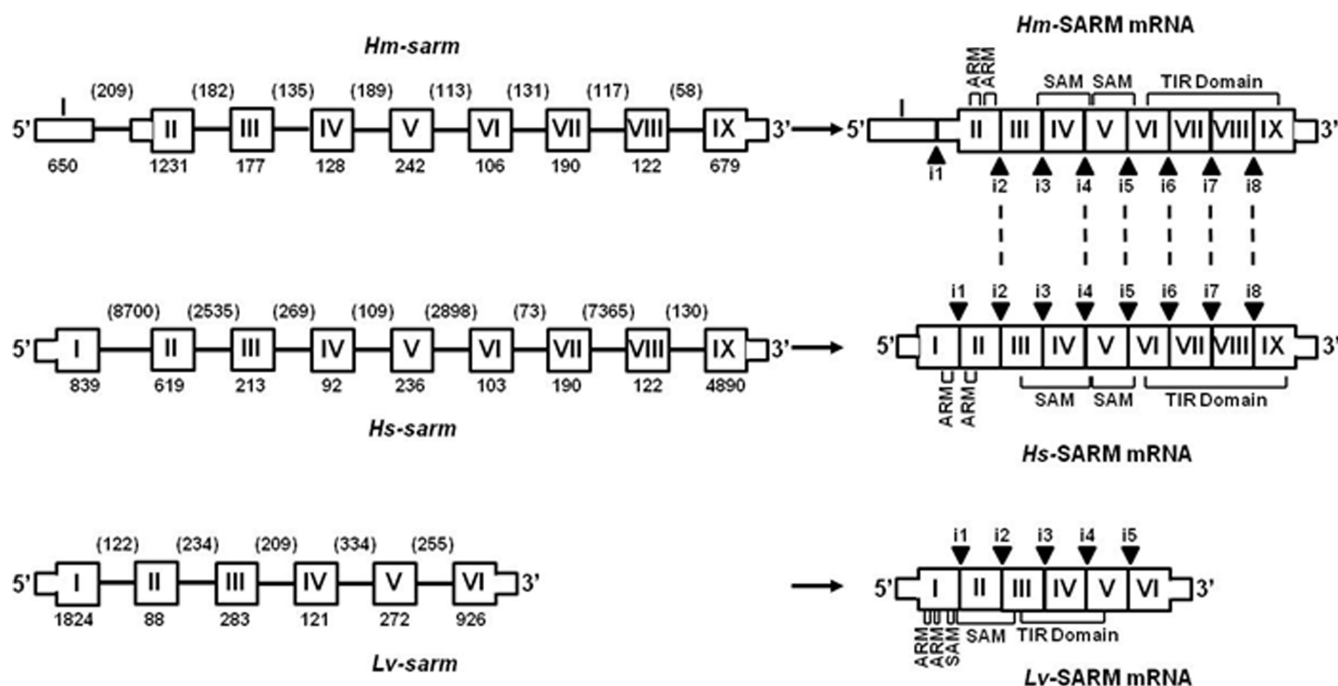 Hm-sarm
(209) (182) (135) (189) (113) (131) (117) (58)
5' I II III IV V VI VII VIII IX 3'
650 1231 177 128 242 106 190 122 679
Hm-SARM mRNA
ARM ARM SAM SAM TIR Domain
5' I II III IV V VI VII VIII IX 3'
i1 i2 i3 i4 i5 i6 i7 i8
(8700) (2535) (269) (109) (2898) (73) (7365) (130)
5' I II III IV V VI VII VIII IX 3'
839 619 213 92 236 103 190 122 4890
Hs-sarm
i1 i2 i3 i4 i5 i6 i7 i8
5' I II III IV V VI VII VIII IX 3'
ARM ARM SAM SAM TIR Domain
Hs-SARM mRNA
(122) (234) (209) (334) (255)
5' I II III IV V VI 3'
1824 88 283 121 272 926
Lv-sarm
i1 i2 i3 i4 i5
5' I II III IV V VI 3'
ARM ARM SAM SAM TIR Domain
Lv-SARM mRNA